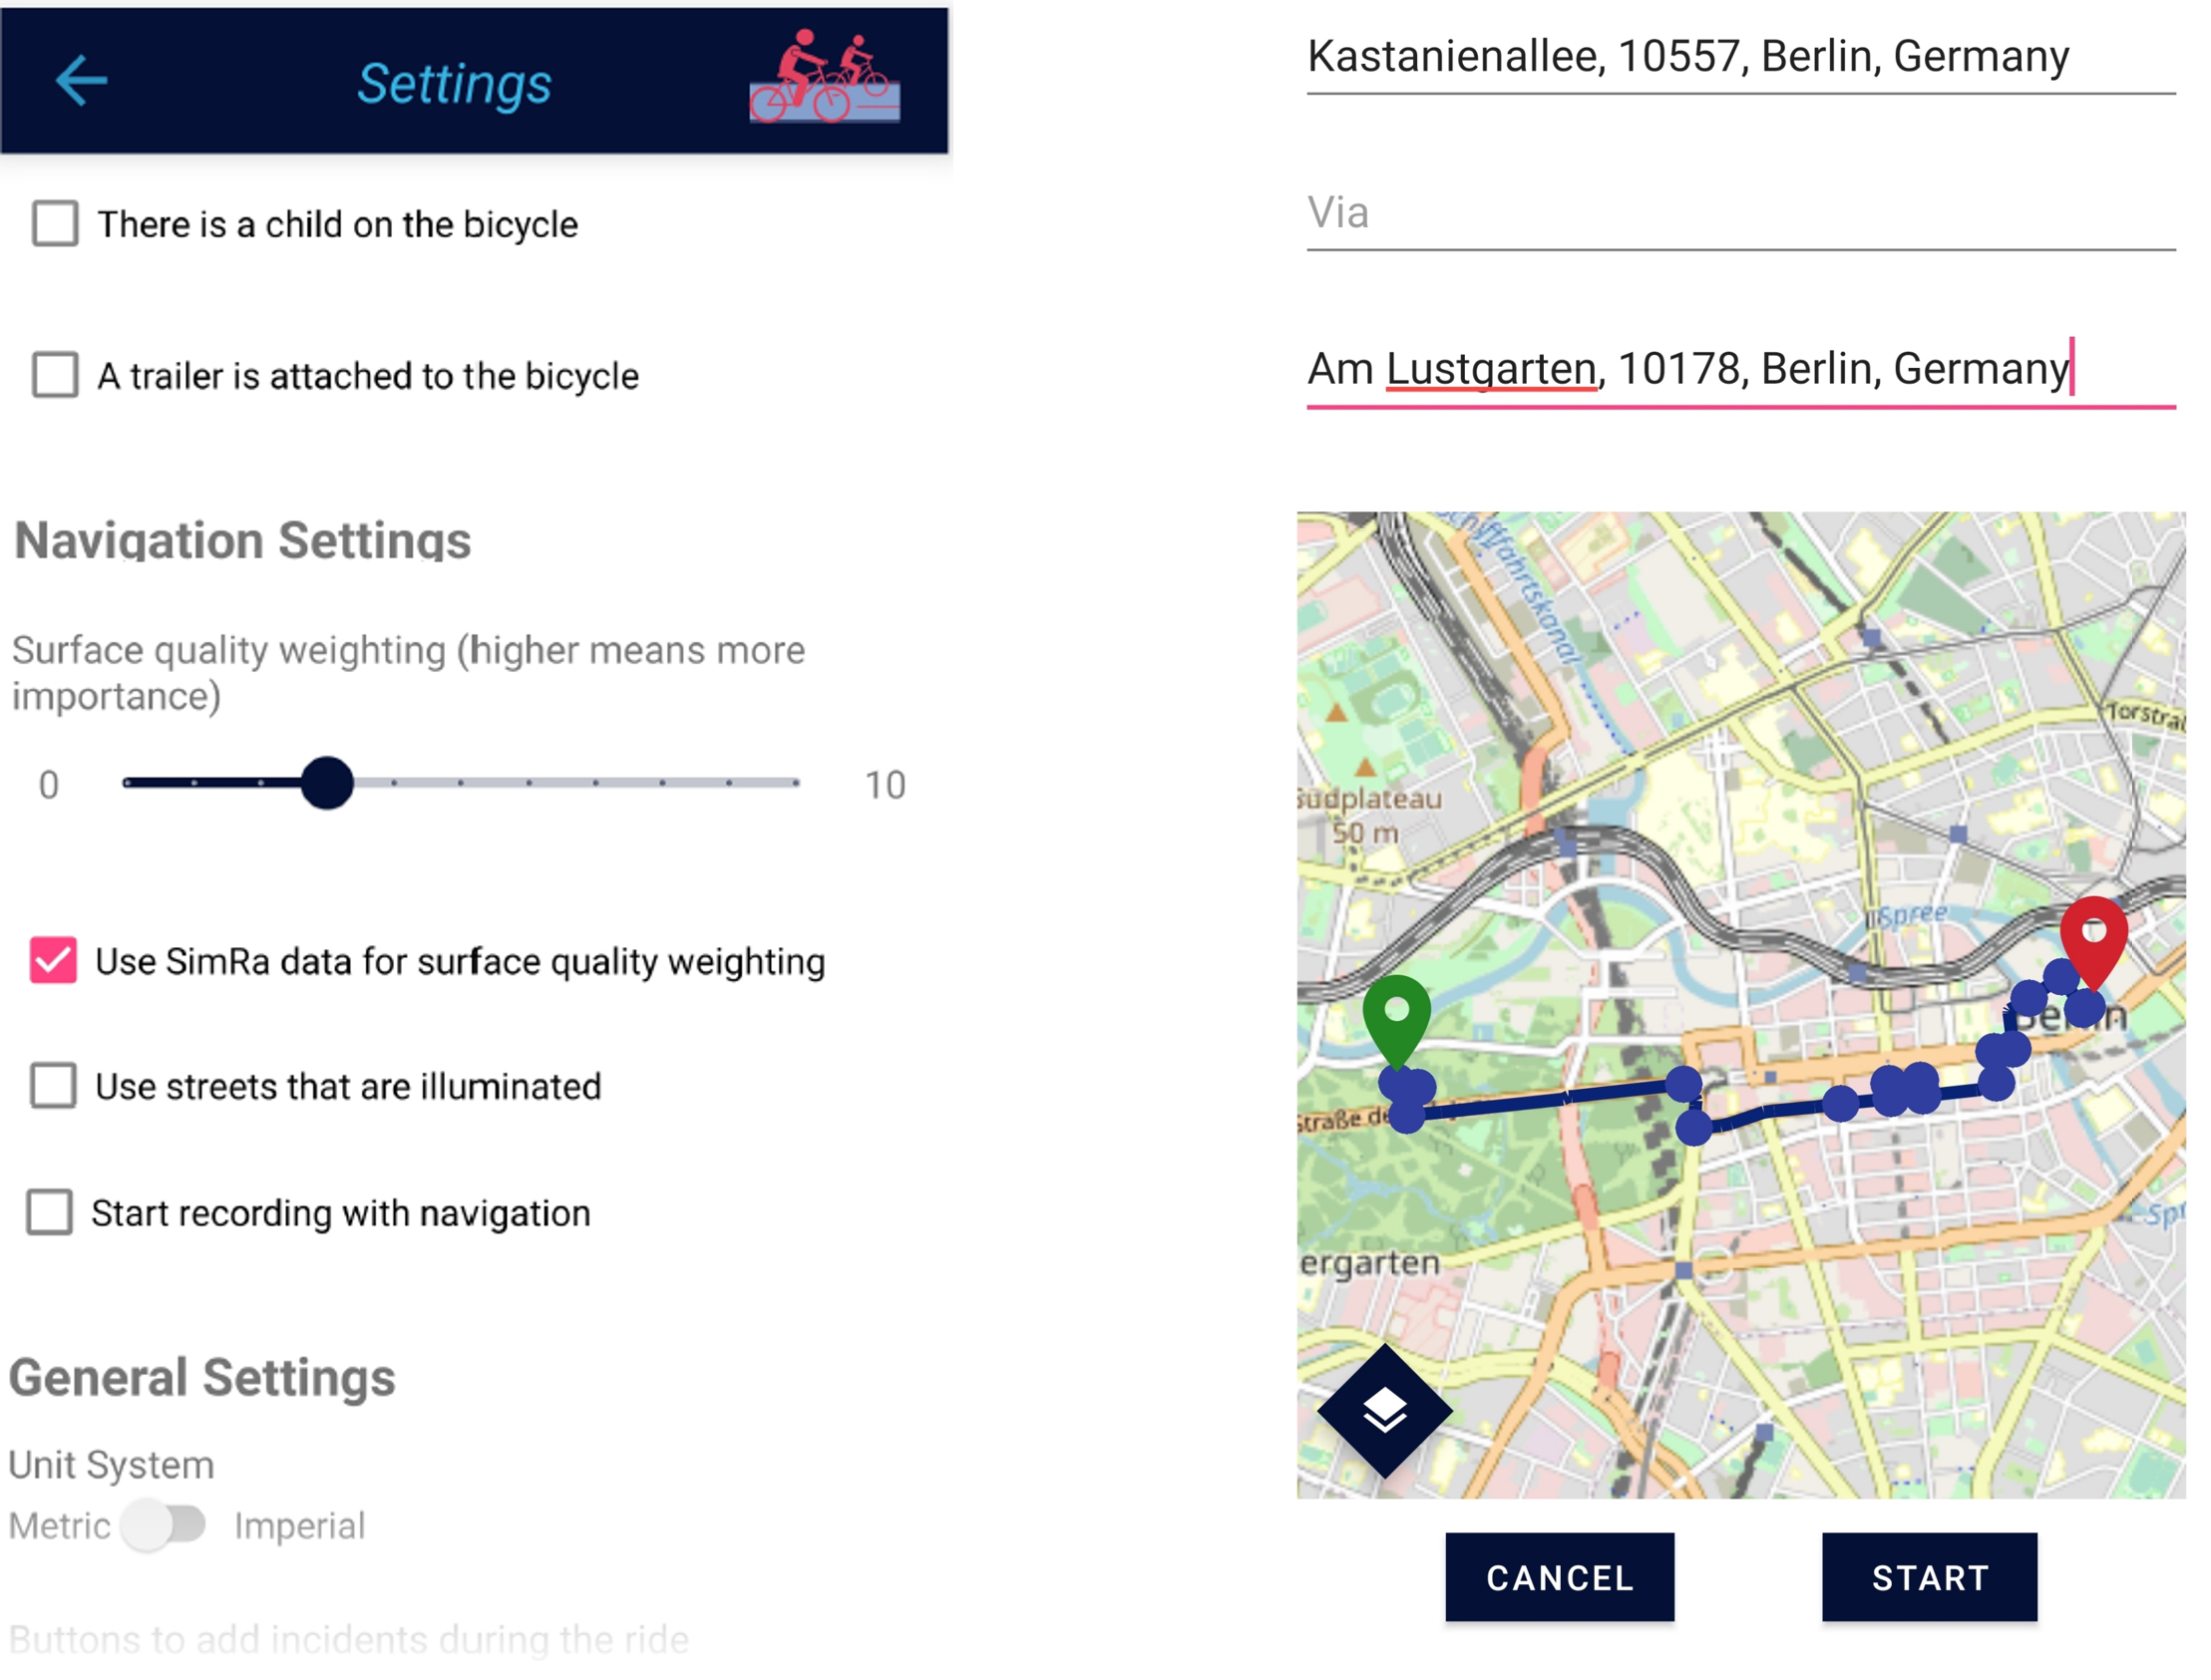 Settings
There is a child on the bicycle
A trailer is attached to the bicycle
Navigation Settings
Surface quality weighting (higher means more
importance)
0
10
Use SimRa data for surface quality weighting
Use streets that are illuminated
Start recording with navigation
General Settings
Unit System
Metric
Imperial
Buttons to add incidents during the ride
Kastanienallee, 10557, Berlin, Germany
Via
Am Lustgarten, 10178, Berlin, Germany
Schifffahrtskanal
Torstra
Südplateau
50 m
Spree
Berlin
Straße de
Spr
ergarten
CANCEL
START